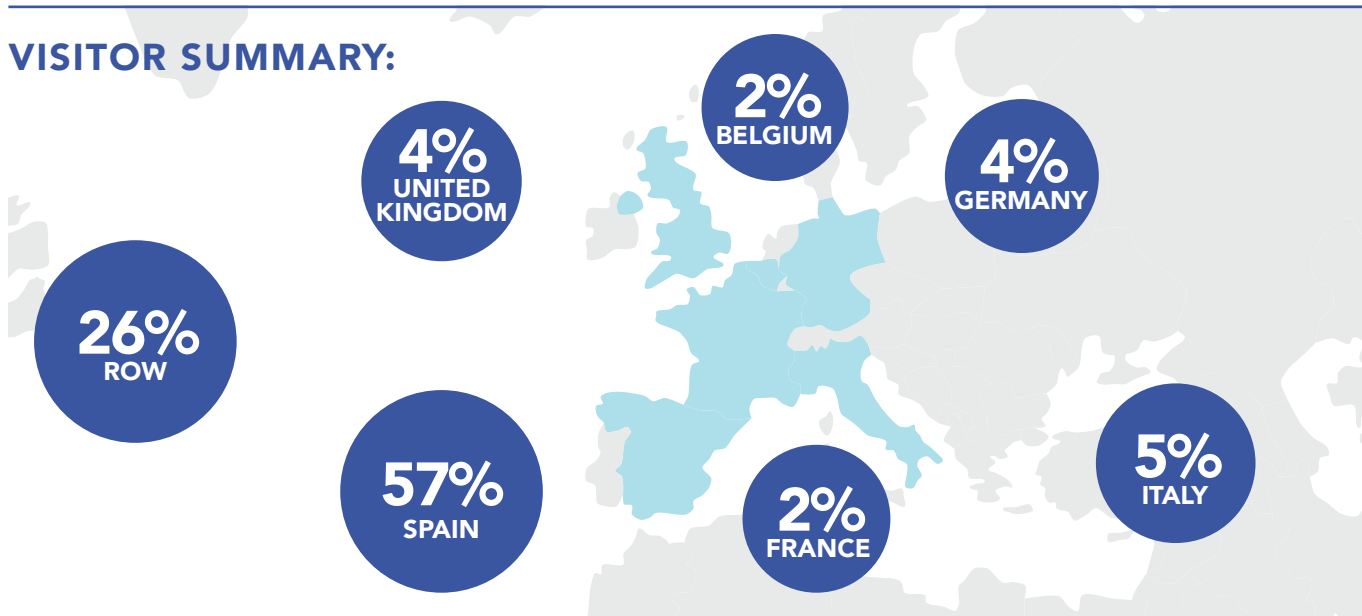 VISITOR SUMMARY:
2%
BELGIUM
4%
UNITED
KINGDOM
4%
GERMANY
26%
ROW
57%
SPAIN
2%
FRANCE
5%
ITALY